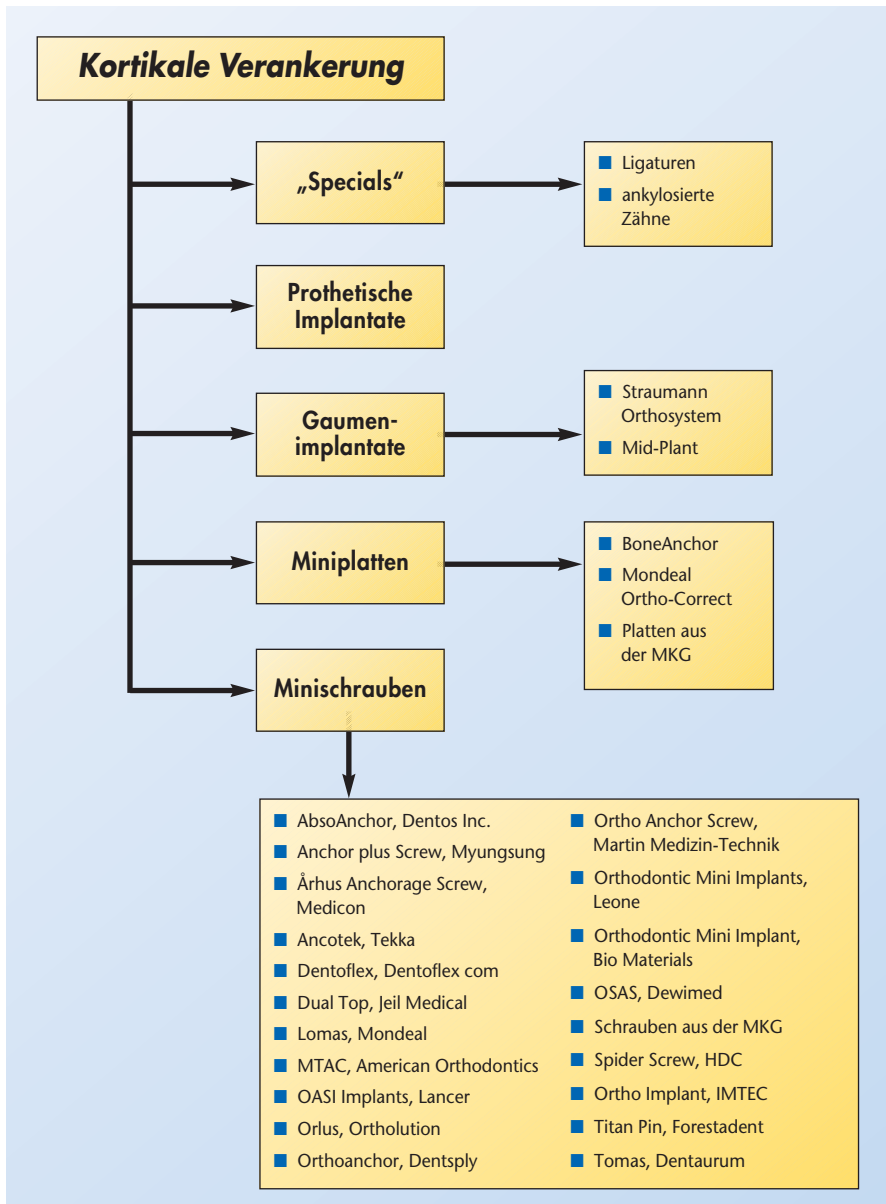 Kortikale Verankerung
„Specials“
■ Ligaturen
■ ankylosierte
Zähne
Prothetische
Implantate
Gaumen-
implantate
■ Straumann
Orthosystem
■ Mid-Plant
Miniplatten
■ BoneAnchor
■ Mondeal
Ortho-Correct
■ Platten aus
der MKG
Minischrauben
■ AbsoAnchor, Dentos Inc.
■ Anchor plus Screw, Myungsung
■ Århus Anchorage Screw,
Medicon
■ Ancotek, Tekka
■ Dentoflex, Dentoflex com
■ Dual Top, Jeil Medical
■ Lomas, Mondeal
■ MTAC, American Orthodontics
■ OASI Implants, Lancer
■ Orlus, Ortholution
■ Orthoanchor, Dentsply
■ Ortho Anchor Screw,
Martin Medizin-Technik
■ Orthodontic Mini Implants,
Leone
■ Orthodontic Mini Implant,
Bio Materials
■ OSAS, Dewimed
■ Schrauben aus der MKG
■ Spider Screw, HDC
■ Ortho Implant, IMTEC
■ Titan Pin, Forestadent
■ Tomas, Dentaurum